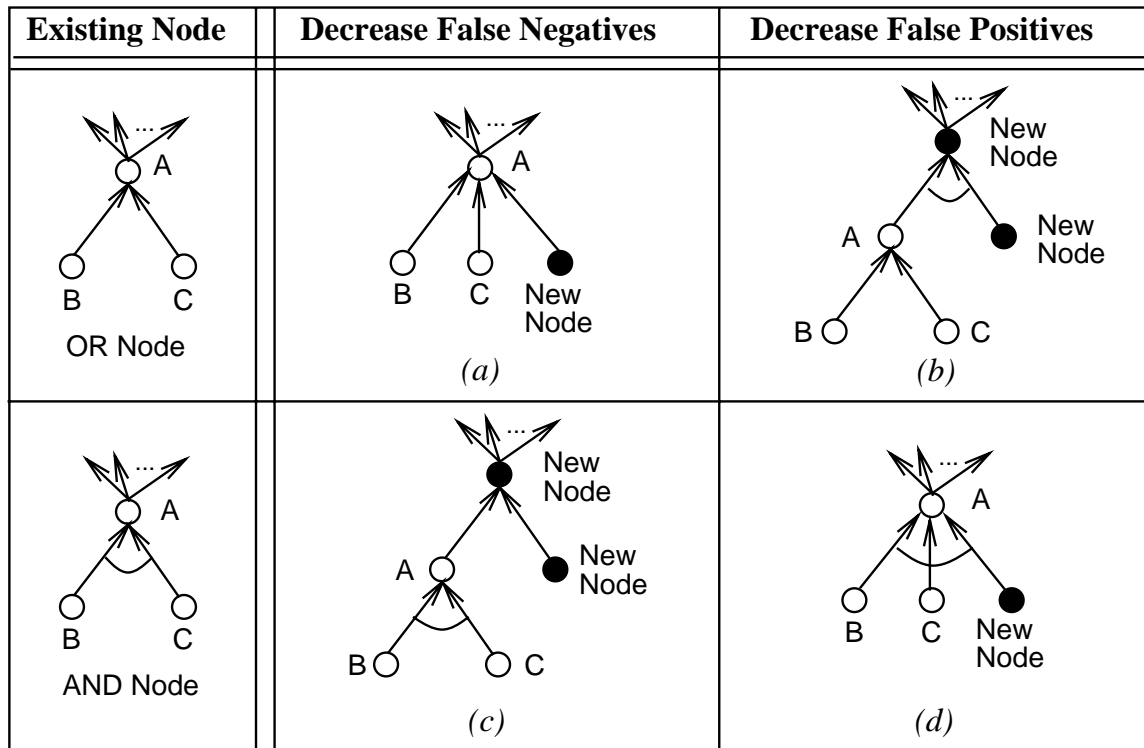 Existing Node
Decrease False Negatives
Decrease False Positives
...
A
B
C
OR Node
...
A
B
C
New
Node
(a)
...
New
Node
A
New
Node
B
C
(b)
...
A
B
C
AND Node
...
New
Node
A
New
Node
B
C
(c)
...
A
B
C
New
Node
(d)